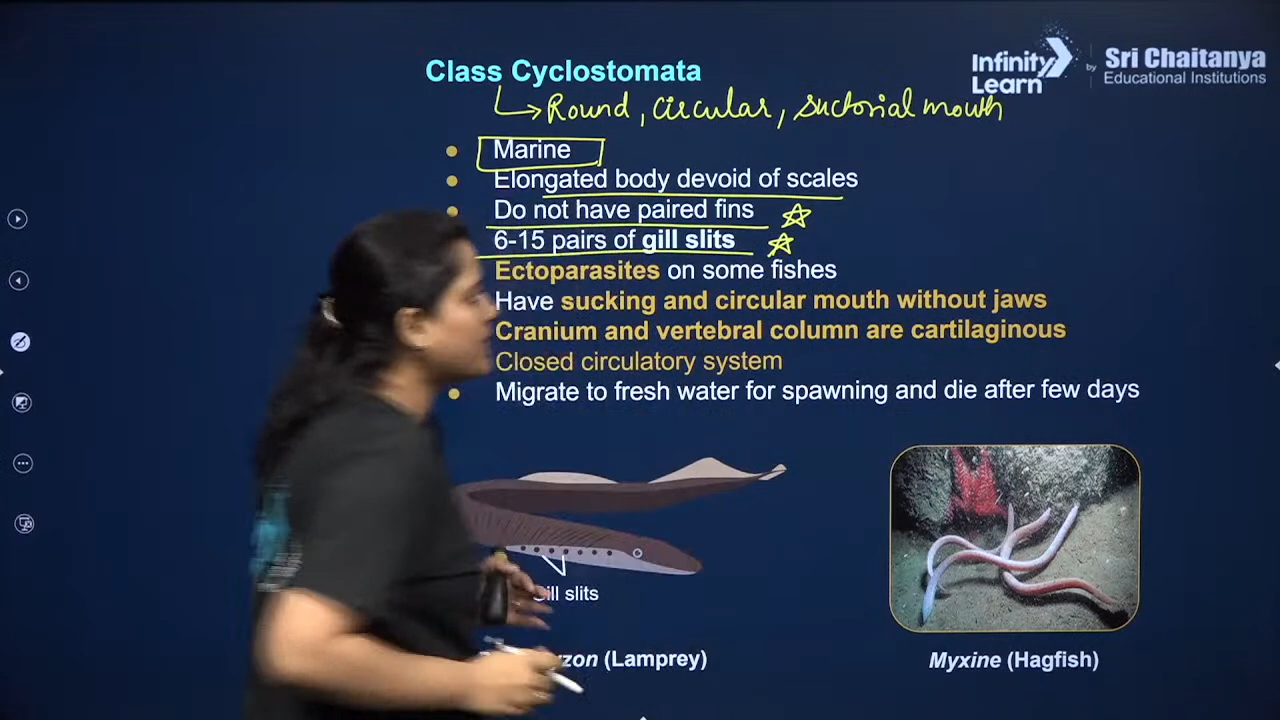 Class Cyclostomata
Infinity Learn by Sri Chaitanya Educational Institutions
Round, circular, suctorial mouth
Marine
Elongated body devoid of scales
Do not have paired fins
6-15 pairs of gill slits
Ectoparasites on some fishes
Have sucking and circular mouth without jaws
Cranium and vertebral column are cartilaginous
Closed circulatory system
Migrate to fresh water for spawning and die after few days
slits
(Lamprey)
Myxine (Hagfish)